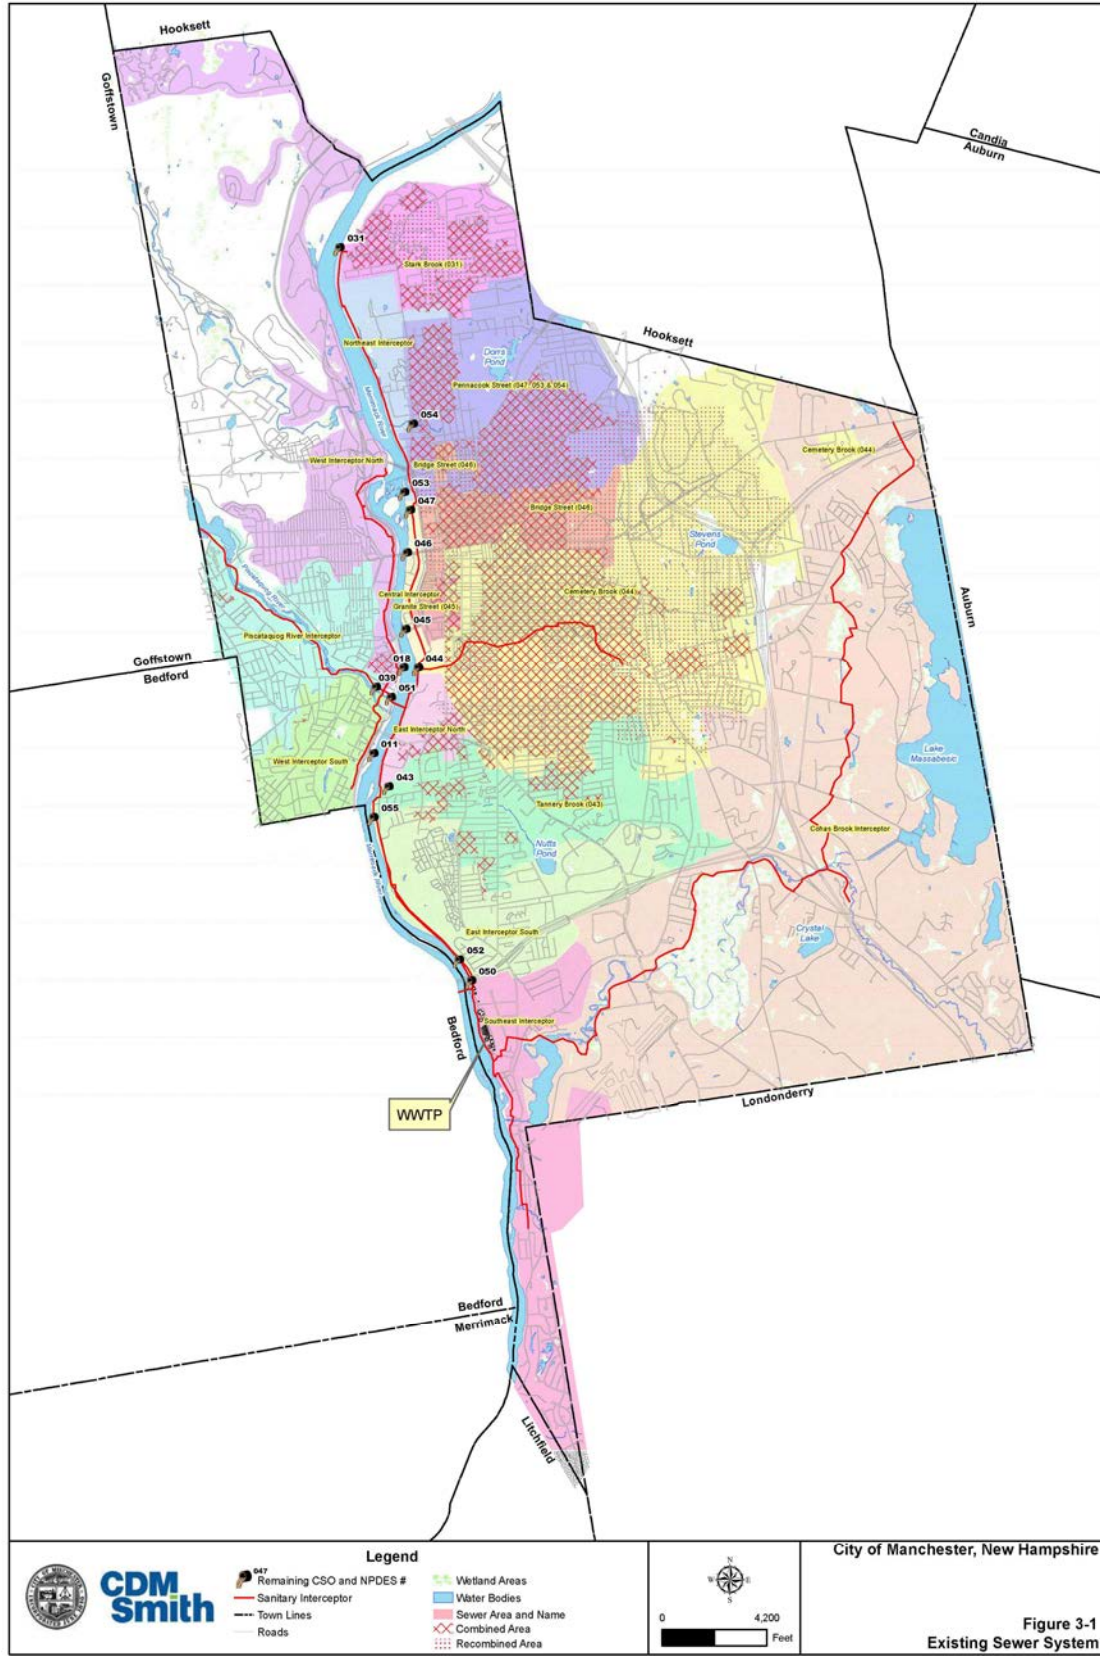 Hooksett
Goffstown
Candia
Auburn
031
Stark Brook (031)
Hooksett
Northeast Interceptor
Dorrs
Pond
Pennacook Street (047, 053 & 054)
Merrimack River
054
Cemetery Brook (044)
West Interceptor North
Bridge Street (046)
053
047
Bridge Street (046)
Stevens
Pond
046
Piscataquog River
Central Interceptor
Cemetery Brook (044)
Auburn
Granite Street (045)
045
Piscataquog River Interceptor
Goffstown
Bedford
018
044
039
051
East Interceptor North
011
West Interceptor South
Lake
Massabesic
043
Tannery Brook (043)
055
Cohas Brook Interceptor
Nutts
Pond
Merrimack River
East Interceptor South
Crystal
Lake
052
050
Southeast Interceptor
Bedford
WWTP
Londonderry
Bedford
Merrimack
Litchfield
CDM
Smith
Legend
047
Remaining CSO and NPDES #
Sanitary Interceptor
Town Lines
Roads
Wetland Areas
Water Bodies
Sewer Area and Name
Combined Area
Recombined Area
N
W
E
S
0
4,200
Feet
City of Manchester, New Hampshire
Figure 3-1
Existing Sewer System